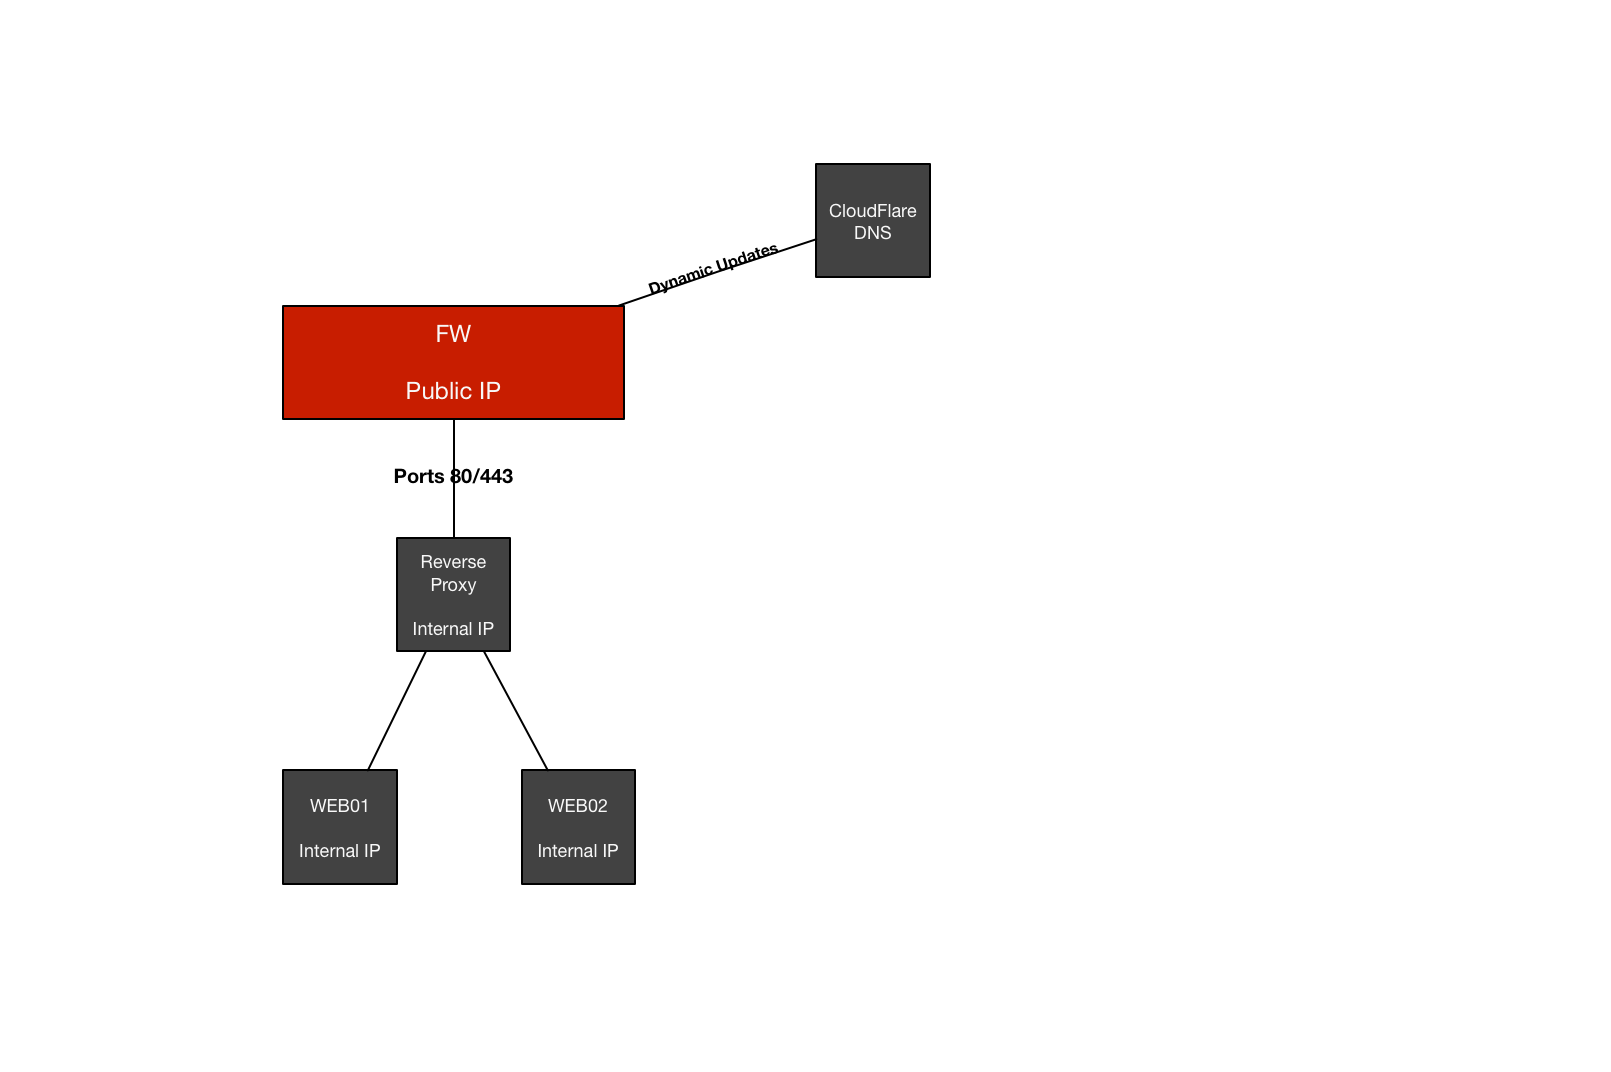 CloudFlare
DNS
Dynamic Updates
FW
Public IP
Ports 80/443
Reverse
Proxy
Internal IP
WEB01
Internal IP
WEB02
Internal IP